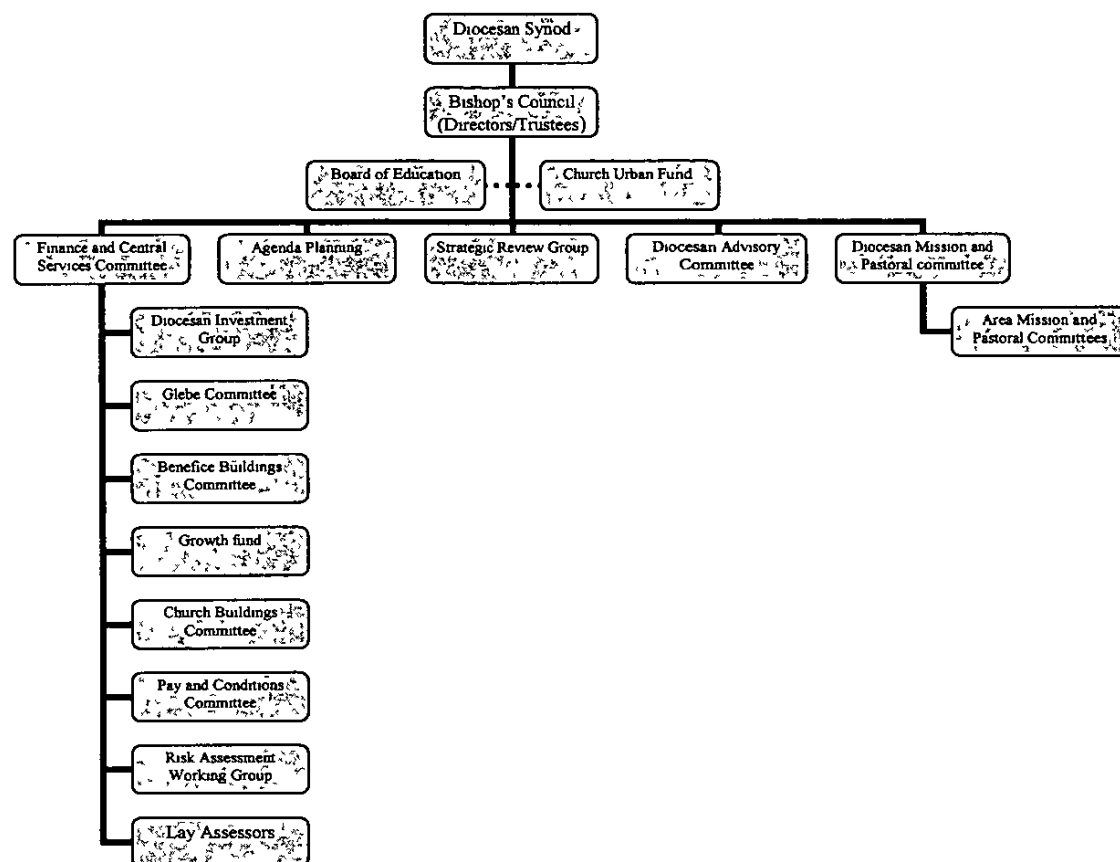 Diocesan Synod
Bishop's Council
(Directors/Trustees)
Board of Education
Church Urban Fund
Finance and Central
Services Committee
Agenda Planning
Strategic Review Group
Diocesan Advisory
Committee
Diocesan Mission and
Pastoral committee
Diocesan Investment
Group
Area Mission and
Pastoral Committees
Glebe Committee
Benefice Buildings
Committee
Growth fund
Church Buildings
Committee
Pay and Conditions
Committee
Risk Assessment
Working Group
Lay Assessors